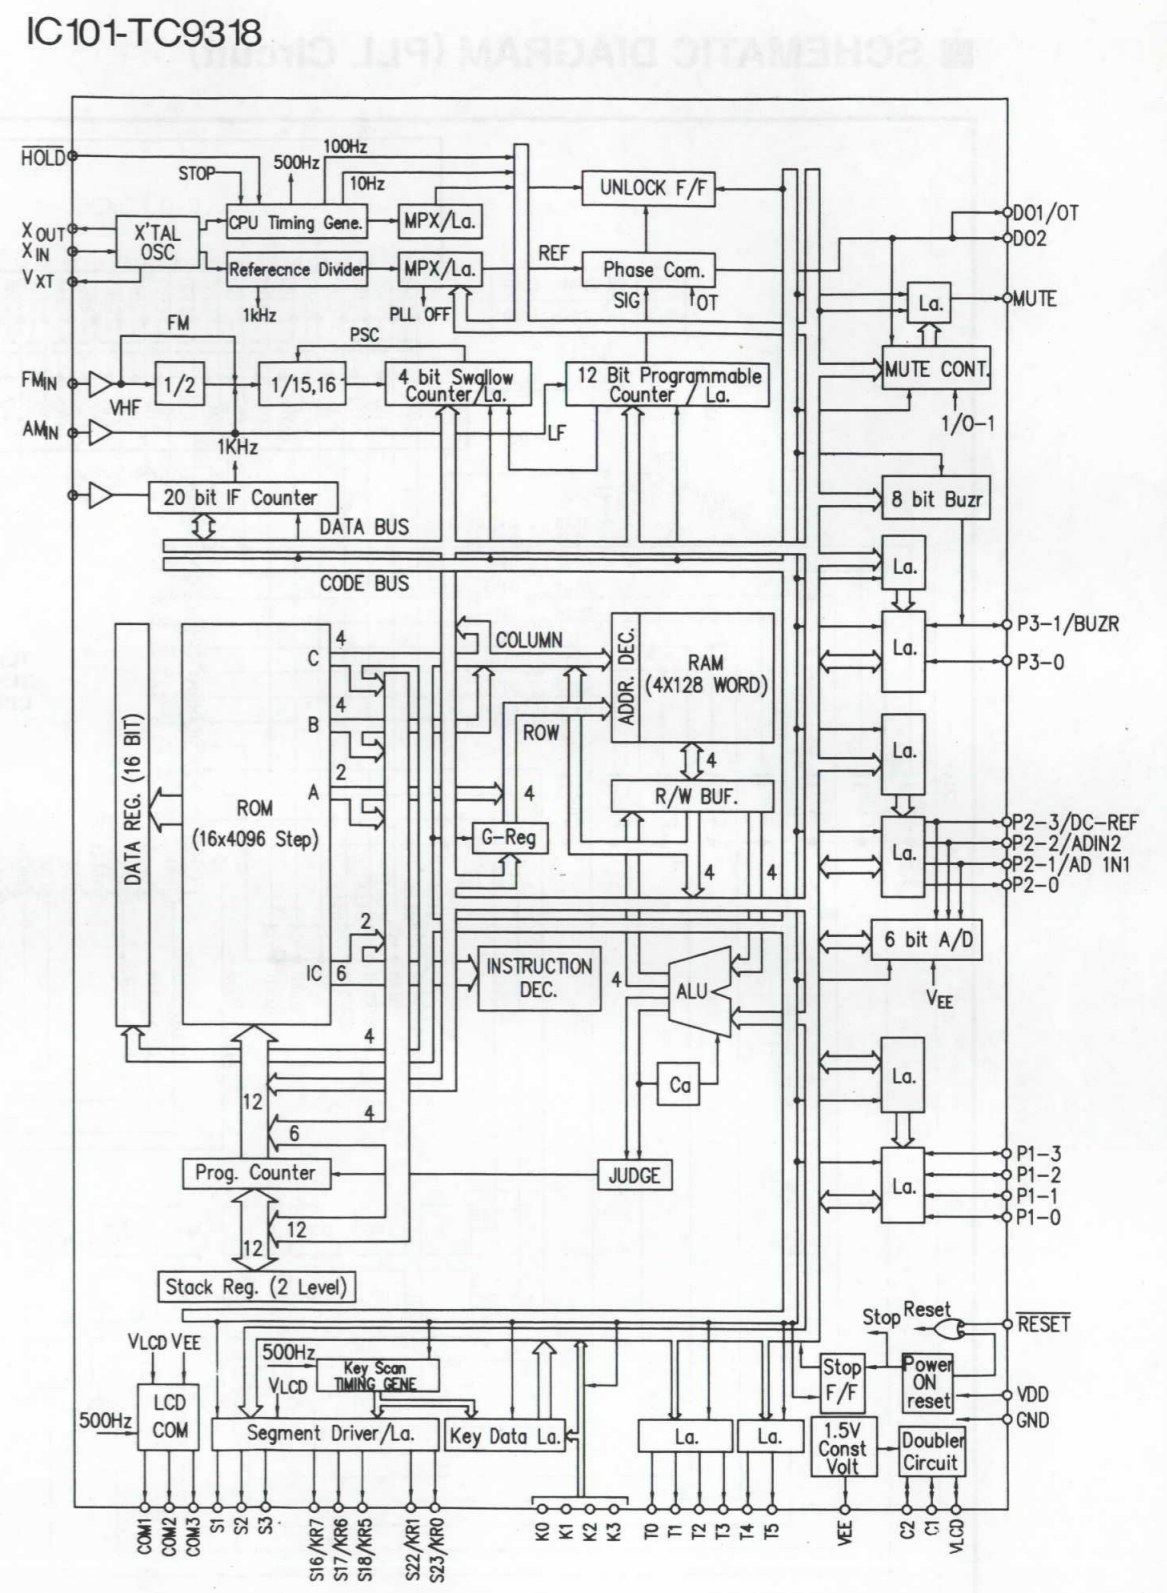 IC101-TC9318
SCHEMATIC DIAGRAM (PLL Circuit)
HOLD
STOP
500Hz
100Hz
10Hz
X OUT
X IN
V XT
X'TAL
OSC
CPU Timing Gene.
MPX/La.
UNLOCK F/F
Referecnce Divider
MPX/La.
REF
Phase Com.
1kHz
PLL OFF
SIG
OT
DO1/OT
DO2
La.
MUTE
FM
PSC
FMIN
VHF
1/2
1/15,16
4 bit Swallow
Counter/La.
12 Bit Programmable
Counter / La.
MUTE CONT.
AMIN
LF
1KHz
1/0-1
20 bit IF Counter
8 bit Buzr
DATA BUS
CODE BUS
La.
La.
P3-1/BUZR
P3-0
DATA REG. (16 BIT)
ROM
(16x4096 Step)
4
C
4
B
2
A
COLUMN
ROW
4
G-Reg
ADDR. DEC.
RAM
(4X128 WORD)
4
R/W BUF.
4
4
La.
La.
P2-3/DC-REF
P2-2/ADIN2
P2-1/AD 1N1
P2-0
2
IC 6
INSTRUCTION
DEC.
4
ALU
6 bit A/D
VEE
4
12
4
6
Ca
La.
Prog. Counter
JUDGE
La.
P1-3
P1-2
P1-1
P1-0
12
12
Stack Reg. (2 Level)
Stop
Reset
RESET
VLCD VEE
500Hz
Key Scan
TIMING GENE
VLCD
Stop
F/F
Power
ON
reset
VDD
GND
500Hz
LCD
COM
Segment Driver/La.
Key Data La.
La.
La.
1.5V
Const
Volt
Doubler
Circuit
COM1
COM2
COM3
S1
S2
S3
S16/KR7
S17/KR6
S18/KR5
S22/KR1
S23/KR0
K0
K1
K2
K3
T0
T1
T2
T3
T4
T5
VEE
C2
C1
VLCD